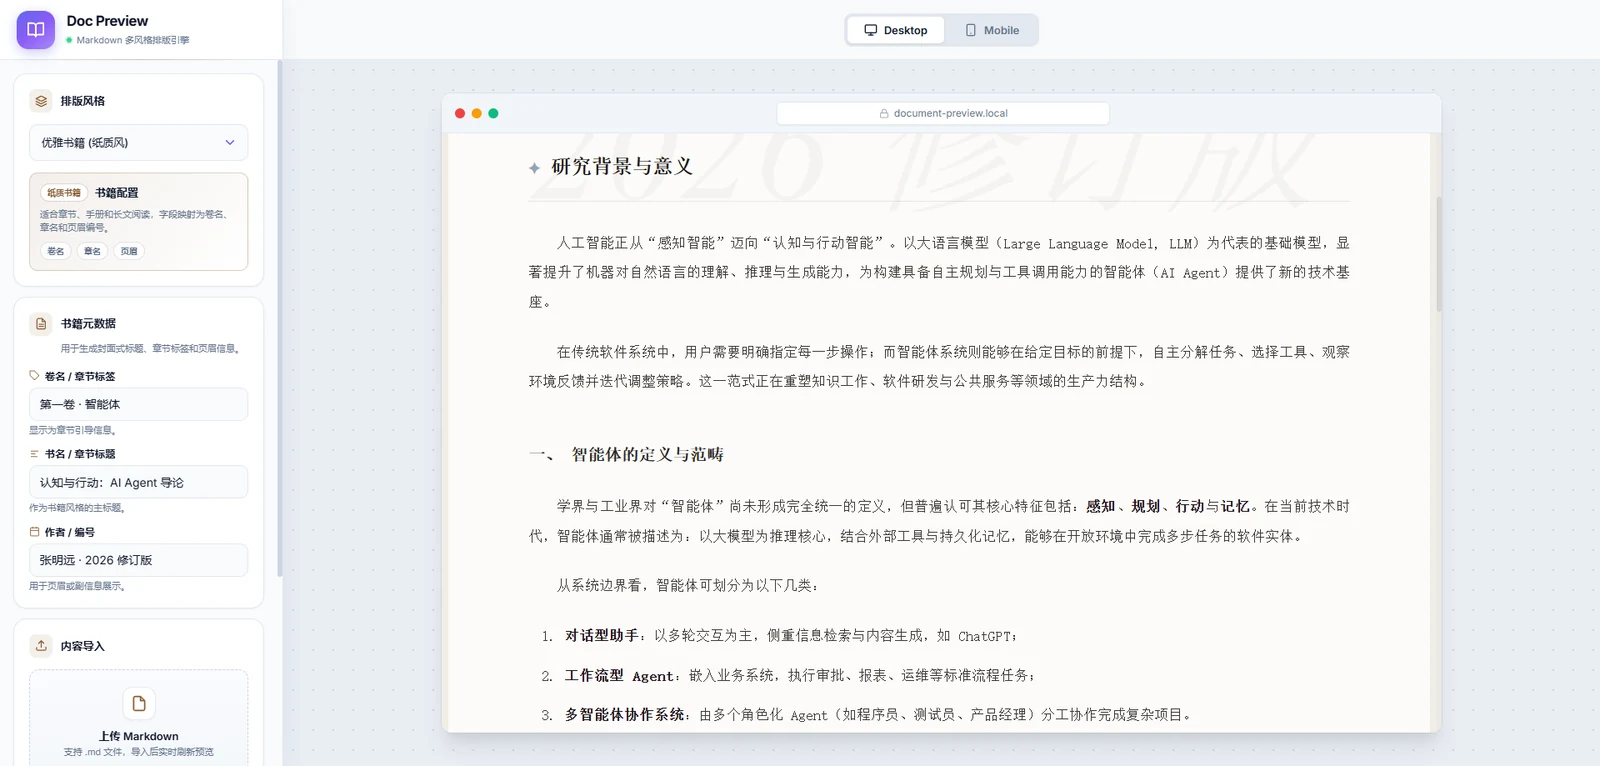 Doc Preview
Markdown 多风格排版引擎
Desktop
Mobile
排版风格
优雅书籍 (纸质风)
纸质书籍 书籍配置
适合章节、手册和长文阅读，字段映射为卷名、
章名和页眉编号。
卷名 章名 页眉
书籍元数据
用于生成封面式标题、章节标签和页眉信息。
卷名 / 章节标签
第一卷 · 智能体
显示为章节引导信息。
书名 / 章节标题
认知与行动：AI Agent 导论
作为书籍风格的主标题。
作者 / 编号
张明远 · 2026 修订版
用于页眉或副信息展示。
内容导入
上传 Markdown
支持 .md 文件，导入后实时刷新预览
document-preview.local
2026 修订版
✦ 研究背景与意义
人工智能正从“感知智能”迈向“认知与行动智能”。以大语言模型（Large Language Model, LLM）为代表的基础模型，显
著提升了机器对自然语言的理解、推理与生成能力，为构建具备自主规划与工具调用能力的智能体（AI Agent）提供了新的技术基
座。
在传统软件系统中，用户需要明确指定每一步操作；而智能体系统则能够在给定目标的前提下，自主分解任务、选择工具、观察
环境反馈并迭代调整策略。这一范式正在重塑知识工作、软件研发与公共服务等领域的生产力结构。
一、 智能体的定义与范畴
学界与工业界对“智能体”尚未形成完全统一的定义，但普遍认可其核心特征包括：感知、规划、行动与记忆。在当前技术时
代，智能体通常被描述为：以大模型为推理核心，结合外部工具与持久化记忆，能够在开放环境中完成多步任务的软件实体。
从系统边界看，智能体可划分为以下几类：
1. 对话型助手：以多轮交互为主，侧重信息检索与内容生成，如 ChatGPT；
2. 工作流型 Agent：嵌入业务系统，执行审批、报表、运维等标准流程任务；
3. 多智能体协作系统：由多个角色化 Agent（如程序员、测试员、产品经理）分工协作完成复杂项目。